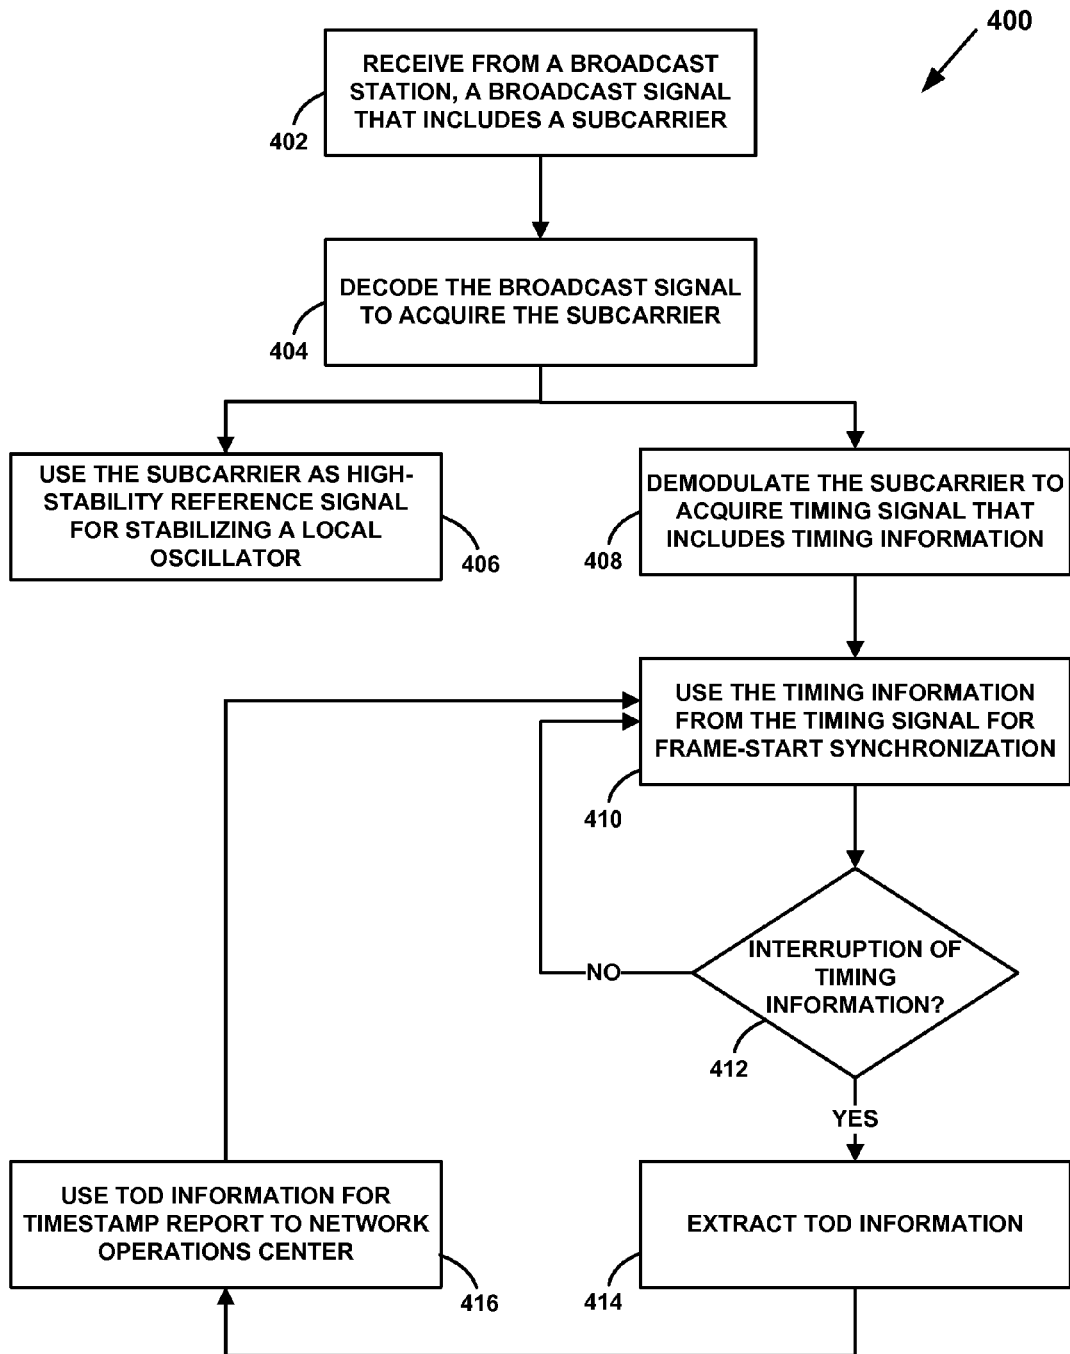 400
RECEIVE FROM A BROADCAST
STATION, A BROADCAST SIGNAL
THAT INCLUDES A SUBCARRIER
402
DECODE THE BROADCAST SIGNAL
TO ACQUIRE THE SUBCARRIER
404
USE THE SUBCARRIER AS HIGH-
STABILITY REFERENCE SIGNAL
FOR STABILIZING A LOCAL
OSCILLATOR
406
DEMODULATE THE SUBCARRIER TO
ACQUIRE TIMING SIGNAL THAT
INCLUDES TIMING INFORMATION
408
USE THE TIMING INFORMATION
FROM THE TIMING SIGNAL FOR
FRAME-START SYNCHRONIZATION
410
INTERRUPTION OF
TIMING
INFORMATION?
NO
412
YES
USE TOD INFORMATION FOR
TIMESTAMP REPORT TO NETWORK
OPERATIONS CENTER
416
EXTRACT TOD INFORMATION
414